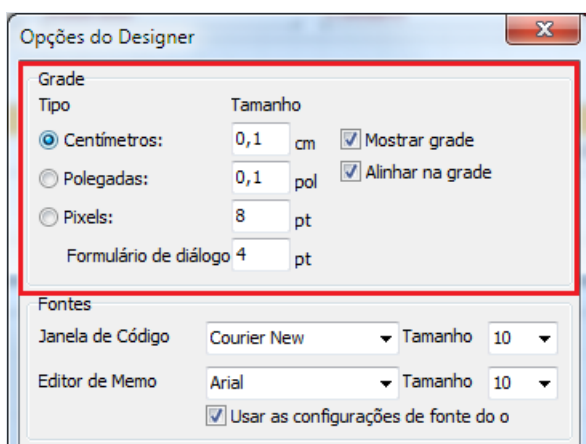 Opções do Designer
Grade
Tipo Tamanho
Centímetros: 0,1 cm Mostrar grade
Polegadas: 0,1 pol Alinhar na grade
Pixels: 8 pt
Formulário de diálogo 4 pt
Fontes
Janela de Código Courier New Tamanho 10
Editor de Memo Arial Tamanho 10
Usar as configurações de fonte do o